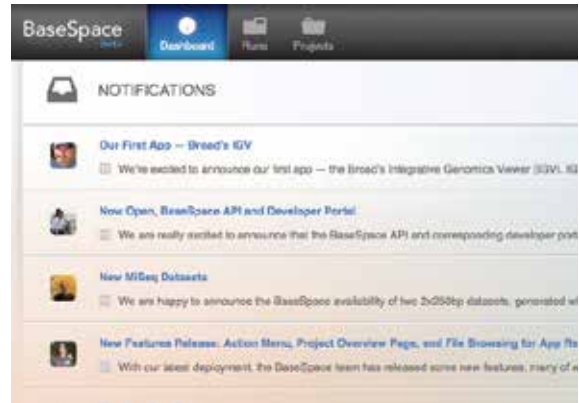 BaseSpace
beta
Dashboard
Runs
Projects
NOTIFICATIONS
Our First App — Broad's IGV
We're excited to announce our first app — the Broad's Integrative Genomics Viewer (IGV). IG
Now Open, BaseSpace API and Developer Portal
We are really excited to announce that the BaseSpace API and corresponding developer port
New MiSeq Datasets
We are happy to announce the BaseSpace availability of two 2x250bp datasets, generated w
New Features Release: Action Menu, Project Overview Page, and File Browsing for App Re
With our latest deployment, the BaseSpace team has released some new features, many of w